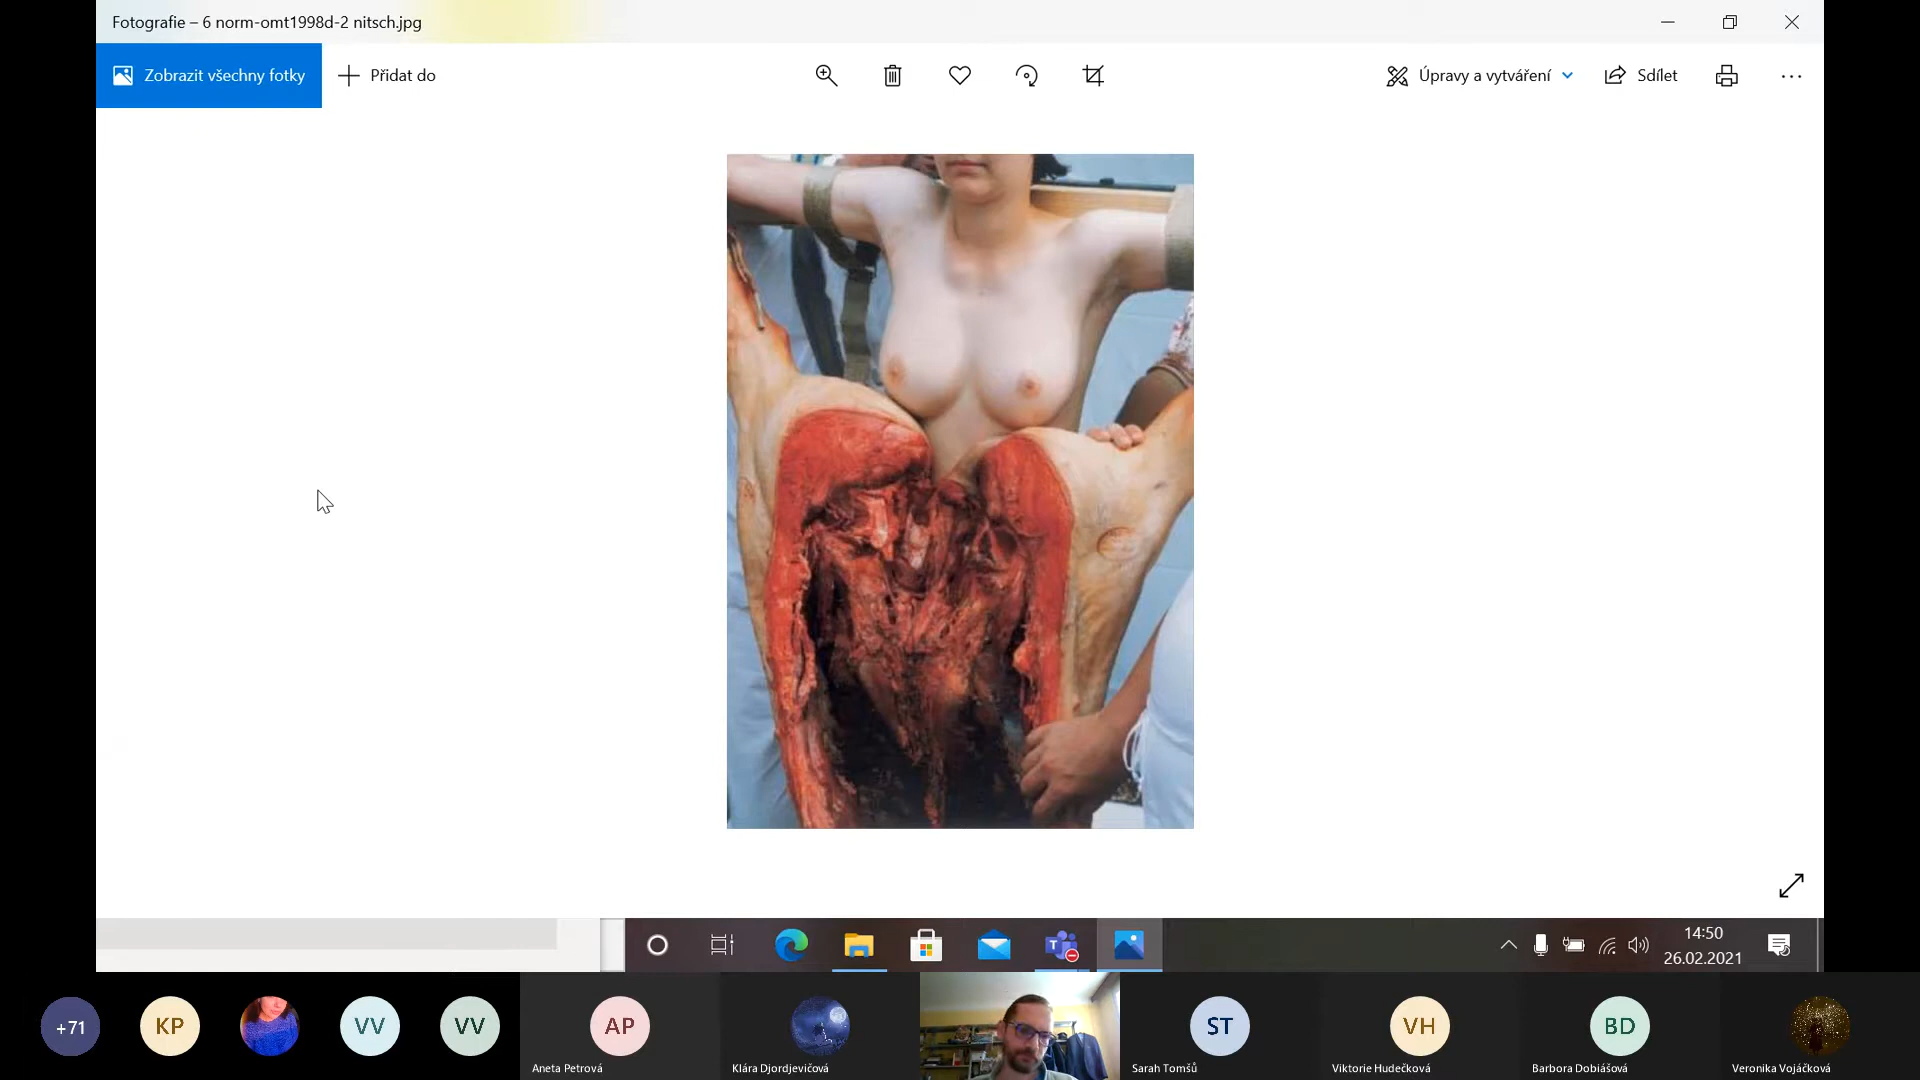 Fotografie – 6 norm-omt1998d-2 nitsch.jpg
Zobrazit všechny fotky
Přidat do
Úpravy a vytváření
Sdílet
14:50
26.02.2021
+71
KP
VV
VV
AP
ST
VH
BD
Aneta Petrová
Klára Djordjevičová
Sarah Tomšů
Viktorie Hudečková
Barbora Dobiášová
Veronika Vojáčková